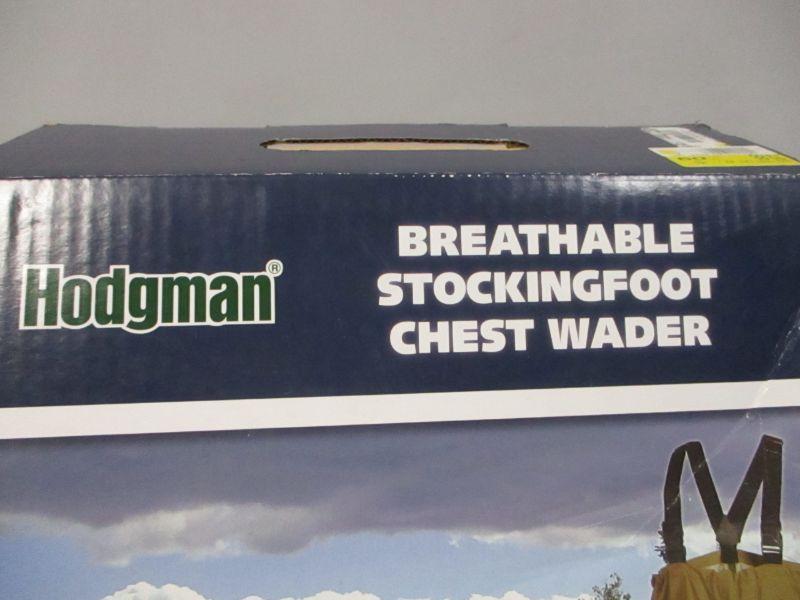 Hodgman®
BREATHABLE
STOCKINGFOOT
CHEST WADER